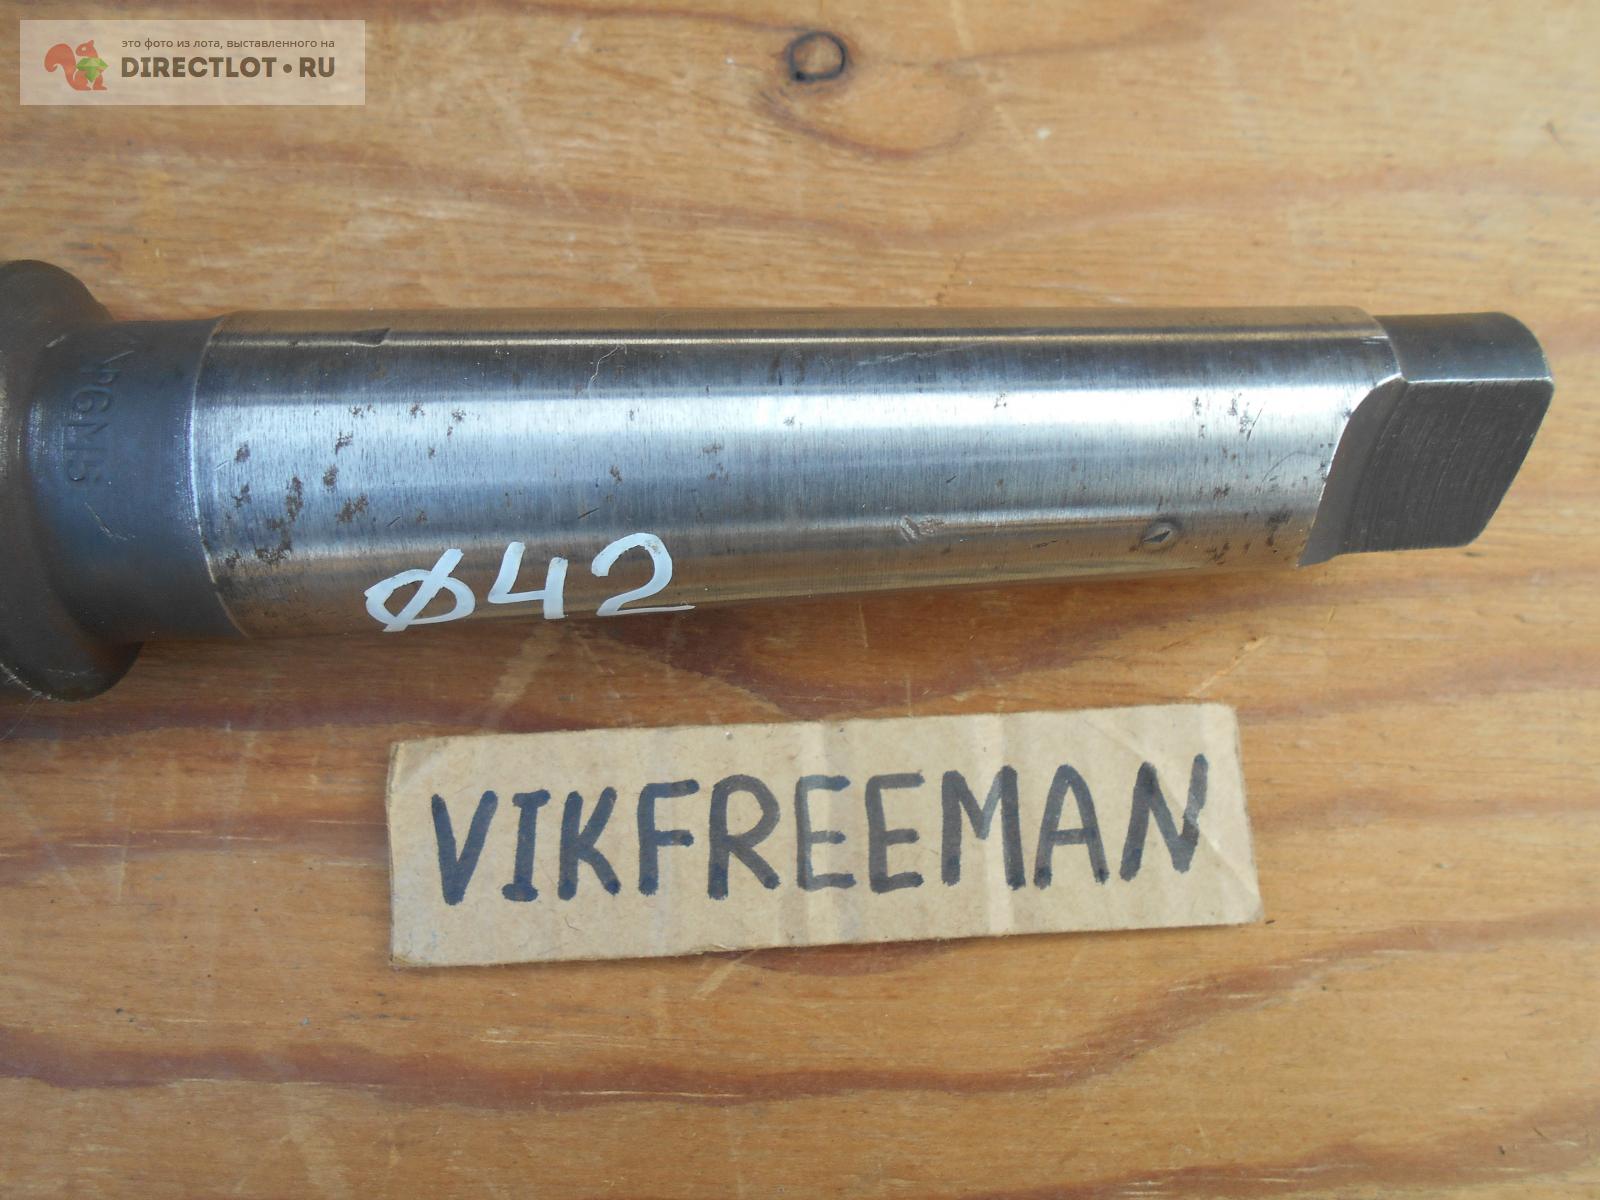 это фото из лота, выставленного на
DIRECTLOT•RU
Р6М5
Ø42
VIKFREEMAN